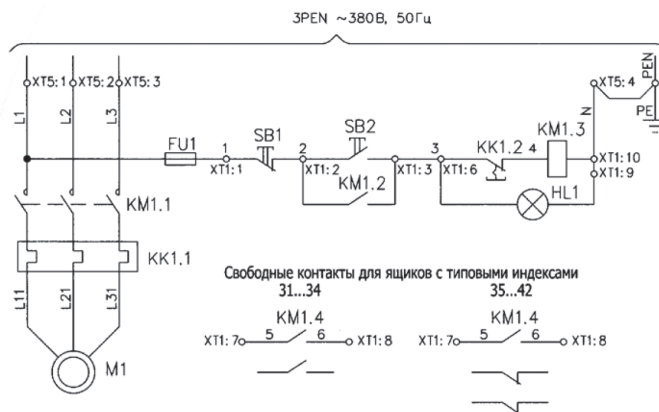 3PEN ~380В, 50Гц
XT5:1 XT5:2 XT5:3 XT5:4
PEN
L1 L2 L3
N PE
FU1 1 SB1 2 SB2 3 KK1.2 4 KM1.3
XT1:1 XT1:2 XT1:3 XT1:6 XT1:10
XT1:9
KM1.2
HL1
KM1.1
KK1.1
L11 L21 L31
M1
Свободные контакты для ящиков с типовыми индексами
31...34 35...42
KM1.4 KM1.4
XT1:7 5 6 XT1:8 XT1:7 5 6 XT1:8